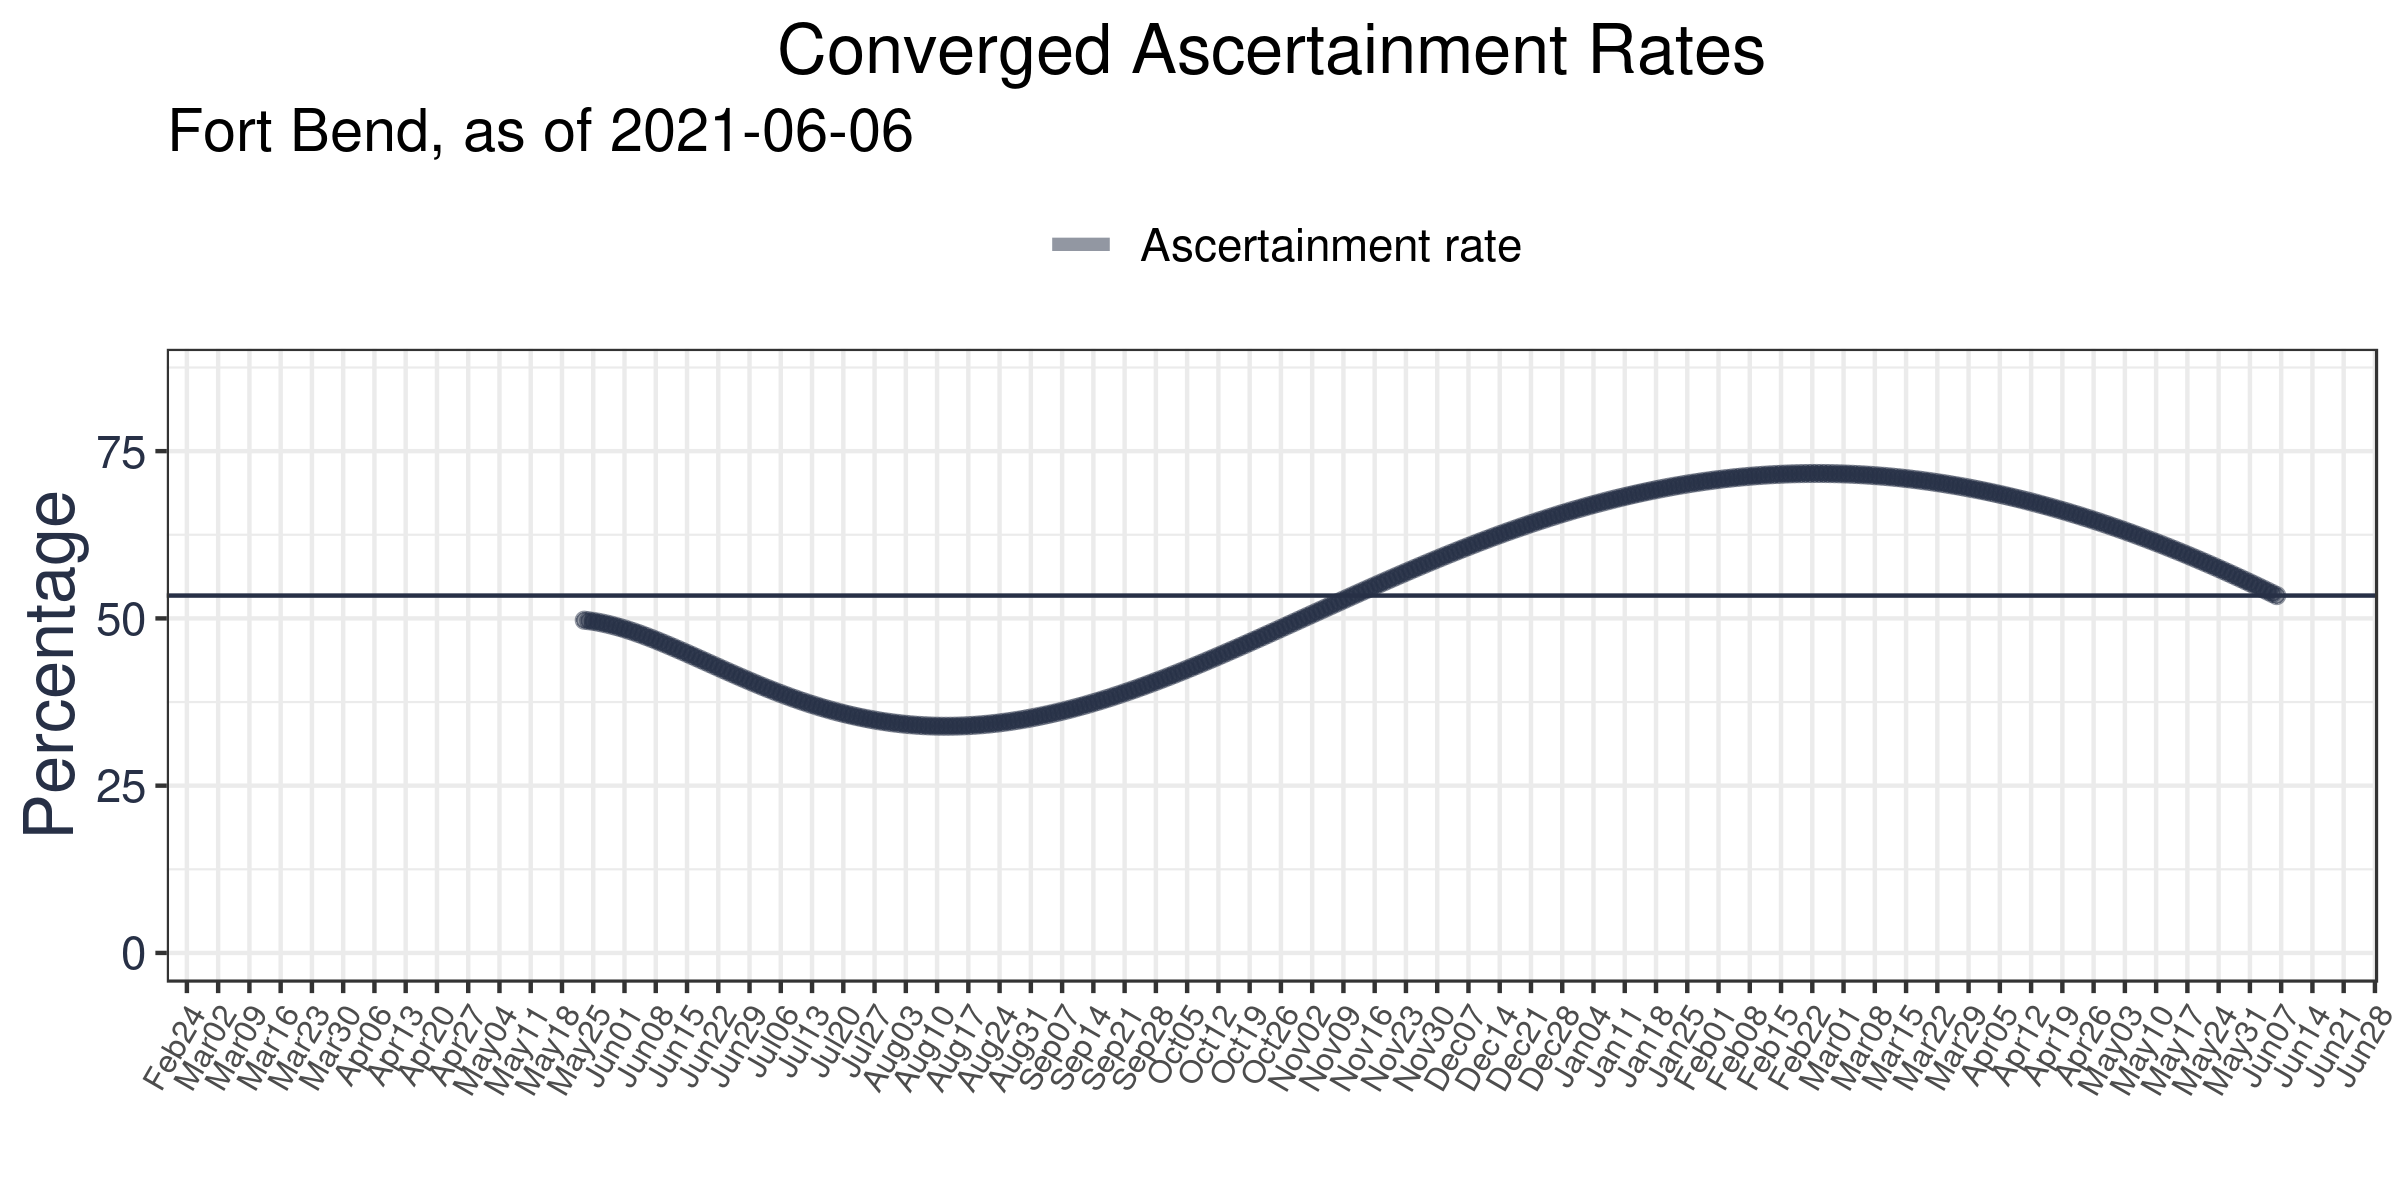 Converged Ascertainment Rates
Fort Bend, as of 2021-06-06
Ascertainment rate
Percentage
75
50
25
0
Feb24 Mar02 Mar09 Mar16 Mar23 Mar30 Apr06 Apr13 Apr20 Apr27 May04 May11 May18 May25 Jun01 Jun08 Jun15 Jun22 Jun29 Jul06 Jul13 Jul20 Jul27 Aug03 Aug10 Aug17 Aug24 Aug31 Sep07 Sep14 Sep21 Sep28 Oct05 Oct12 Oct19 Oct26 Nov02 Nov09 Nov16 Nov23 Nov30 Dec07 Dec14 Dec21 Dec28 Jan04 Jan11 Jan18 Jan25 Feb01 Feb08 Feb15 Feb22 Mar01 Mar08 Mar15 Mar22 Mar29 Apr05 Apr12 Apr19 Apr26 May03 May10 May17 May24 May31 Jun07 Jun14 Jun21 Jun28